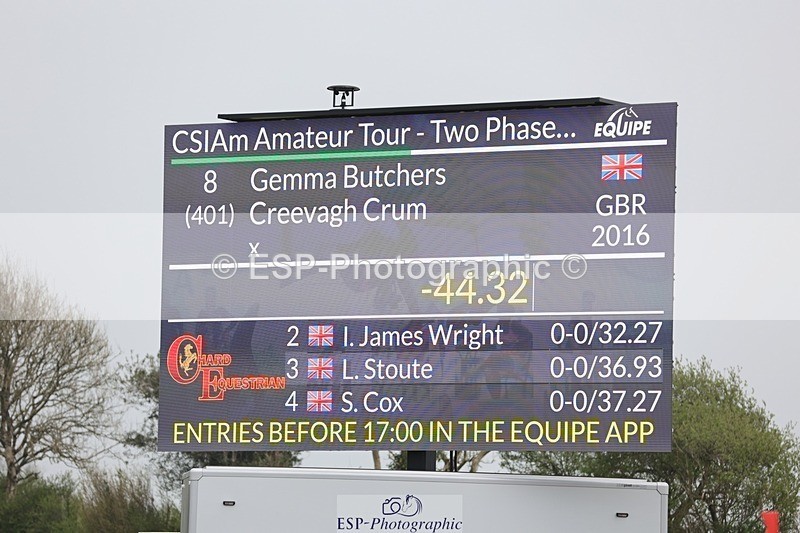 CSIAm Amateur Tour - Two Phase...
EQUIPE
8 Gemma Butchers
(401) Creevagh Crum GBR
x 2016
© ESP-Photographic ©
-44.32
2 I. James Wright 0-0/32.27
3 L. Stoute 0-0/36.93
4 S. Cox 0-0/37.27
CHARD
EQUESTRIAN
ENTRIES BEFORE 17:00 IN THE EQUIPE APP
ESP-Photographic